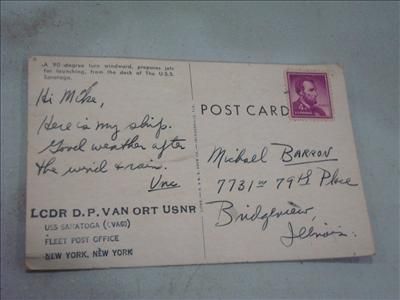 A 90 degree turn windward, prepares jets
for launching, from the deck of The U.S.S.
Saratoga.
Hi Mike,
Here is my ship.
Good weather after
the wind & rain.
Unc
LCDR D.P. VAN ORT USNR
USS SARATOGA (CVA60)
FLEET POST OFFICE
NEW YORK, NEW YORK
POST CARD
Michael BARRON
7731 79th Place
Bridgeview,
Illinois.